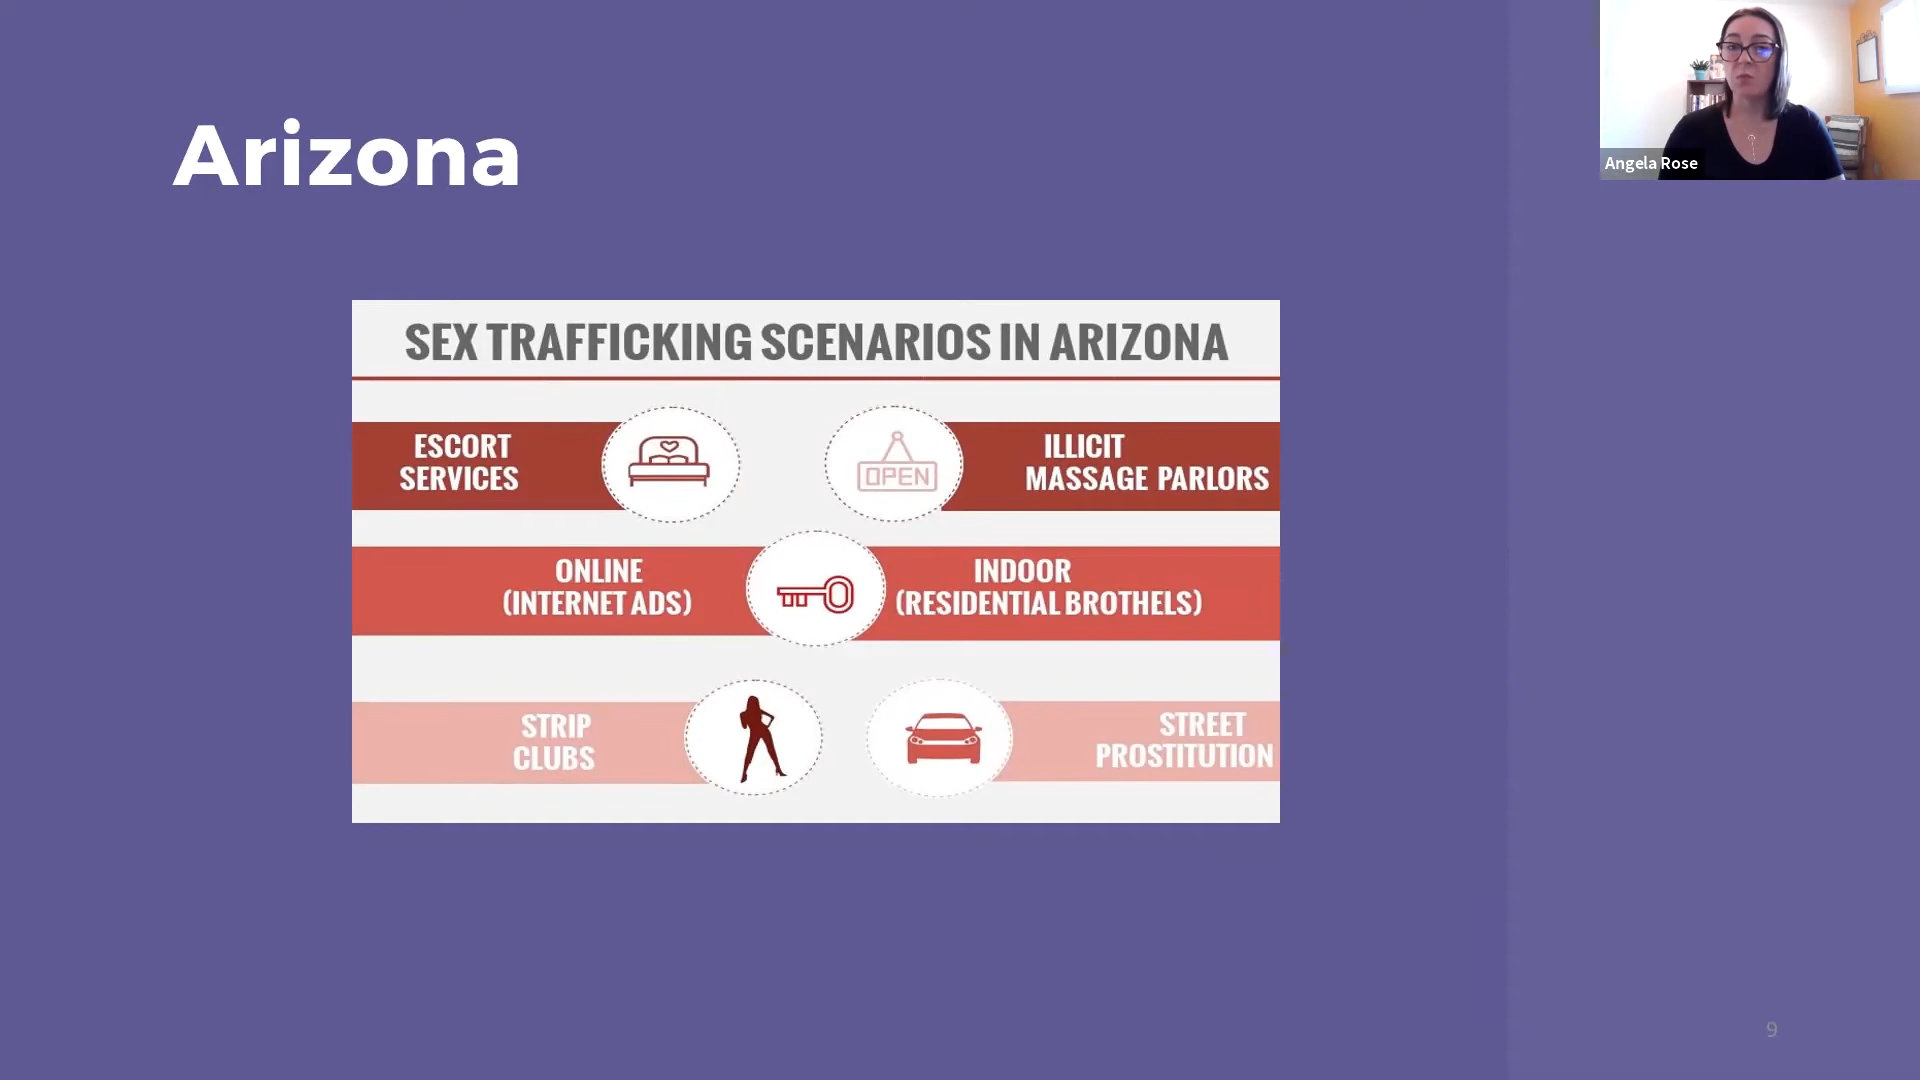 Arizona
Angela Rose
SEX TRAFFICKING SCENARIOS IN ARIZONA
ESCORT
SERVICES
OPEN
ILLICIT
MASSAGE PARLORS
ONLINE
(INTERNET ADS)
INDOOR
(RESIDENTIAL BROTHELS)
STRIP
CLUBS
STREET
PROSTITUTION
9